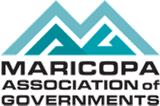 MARICOPA
ASSOCIATION of
GOVERNMENTS